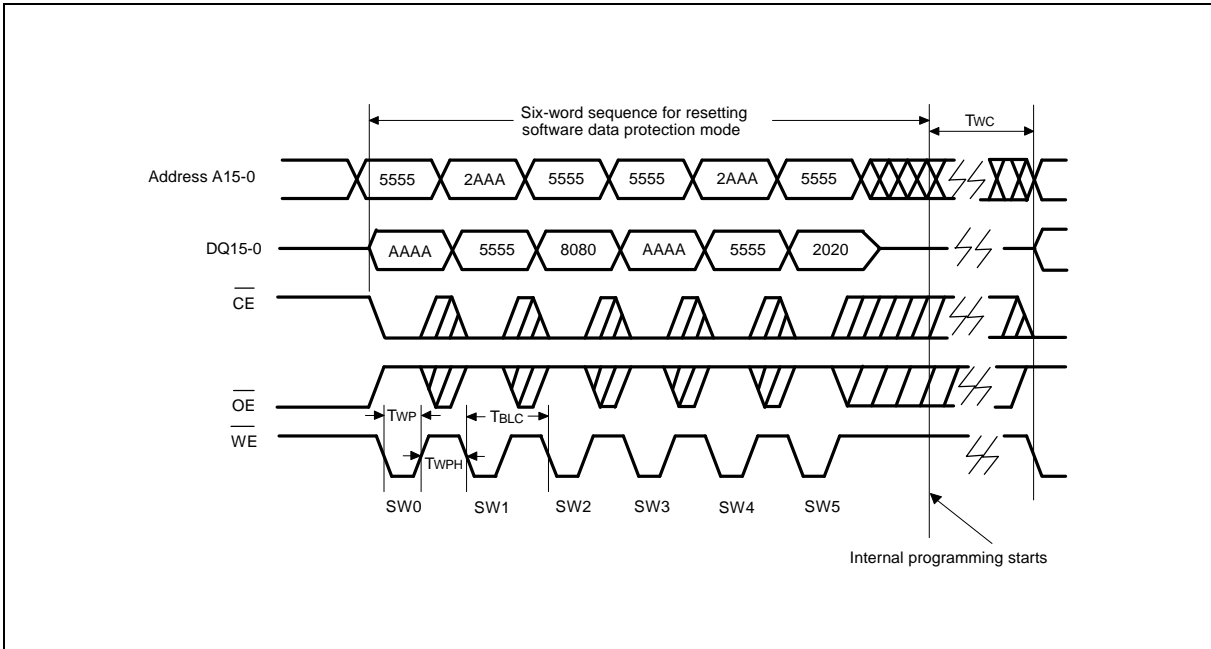 Six-word sequence for resetting
software data protection mode
TWC
Address A15-0
5555
2AAA
5555
5555
2AAA
5555
DQ15-0
AAAA
5555
8080
AAAA
5555
2020
CE
OE
TWP
TBLC
WE
TWPH
SW0
SW1
SW2
SW3
SW4
SW5
Internal programming starts